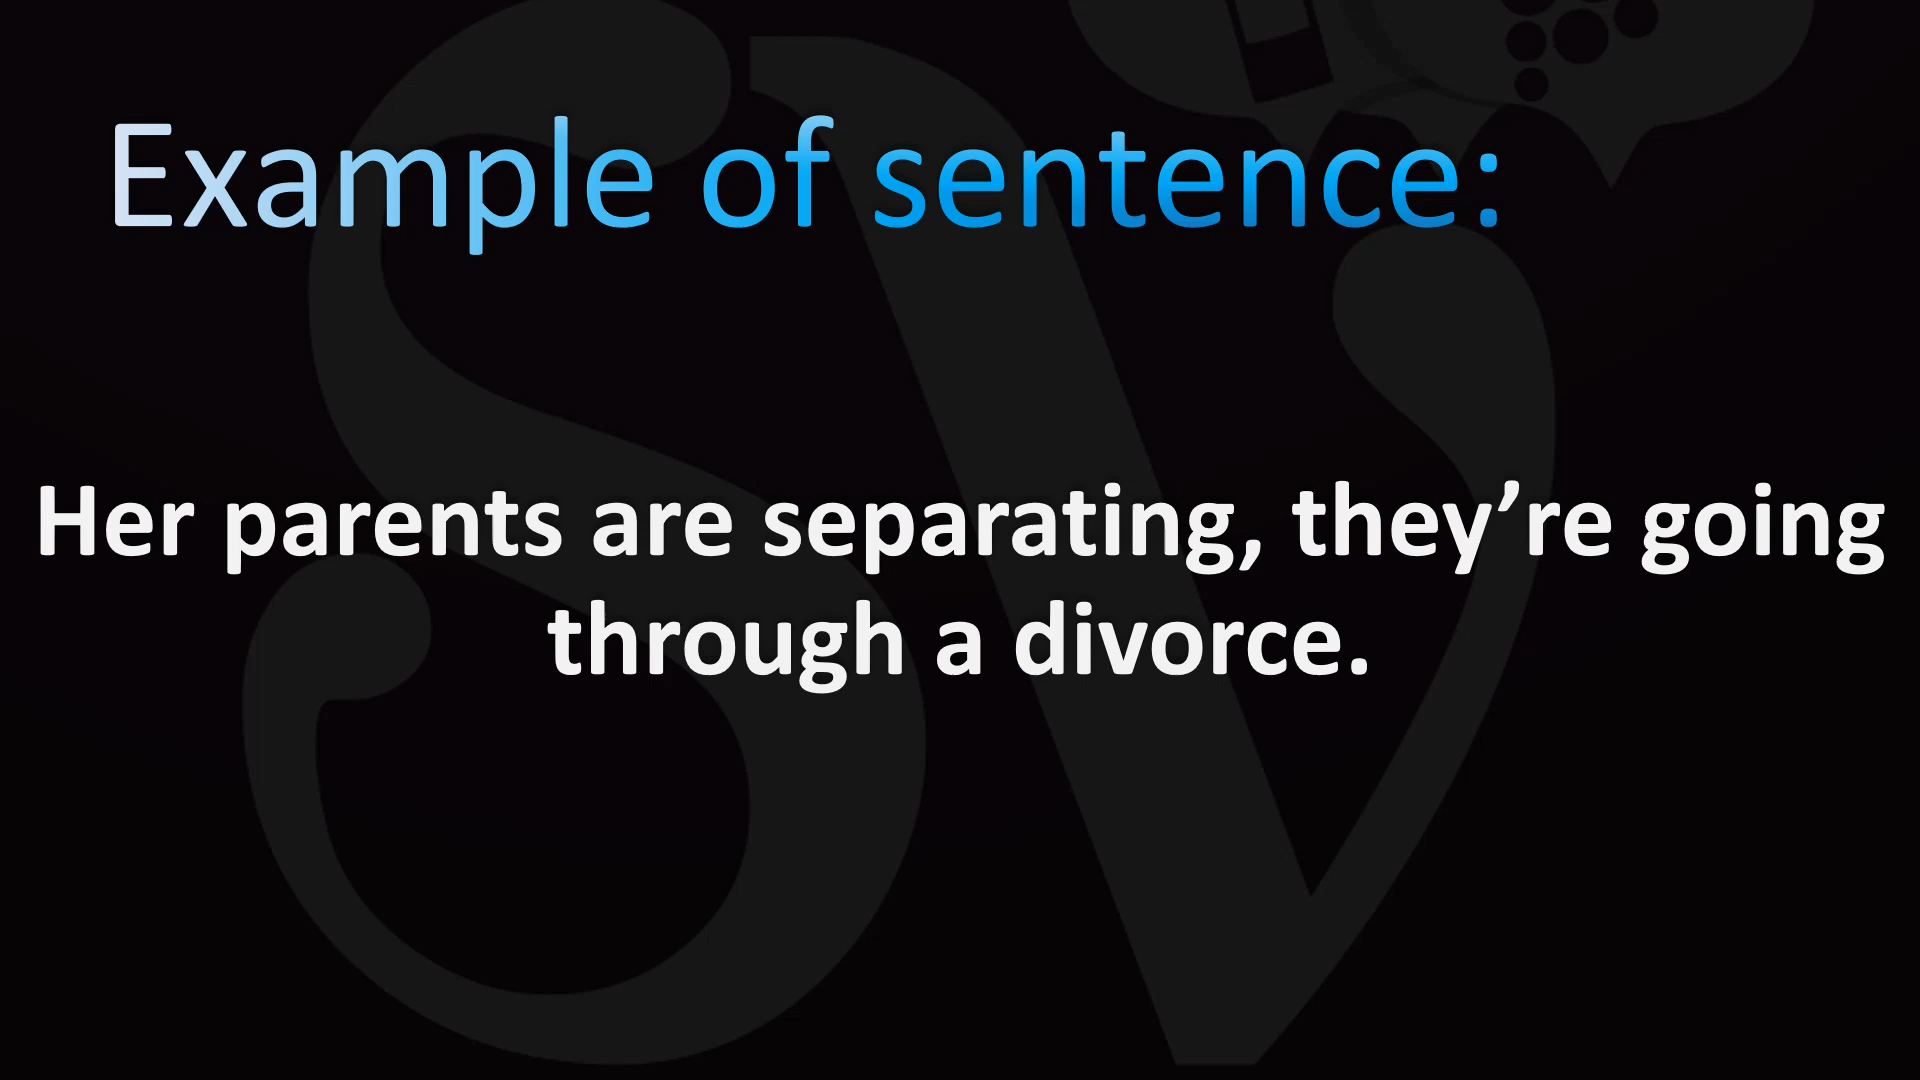 Example of sentence:
Her parents are separating, they’re going
through a divorce.